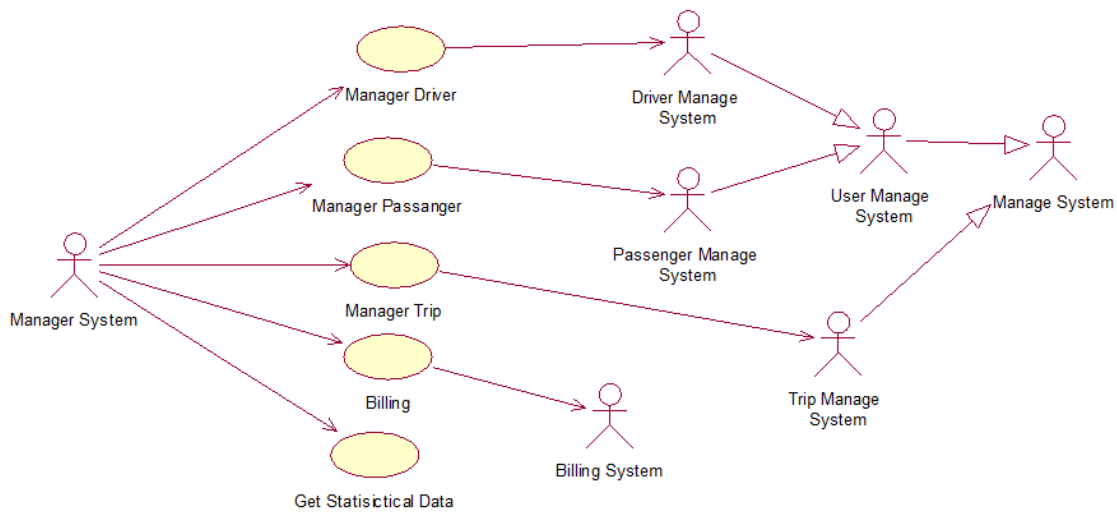 Manager Driver
Driver Manage
System
Manager Passanger
User Manage
System
Manage System
Passenger Manage
System
Manager System
Manager Trip
Billing
Trip Manage
System
Billing System
Get Statisictical Data